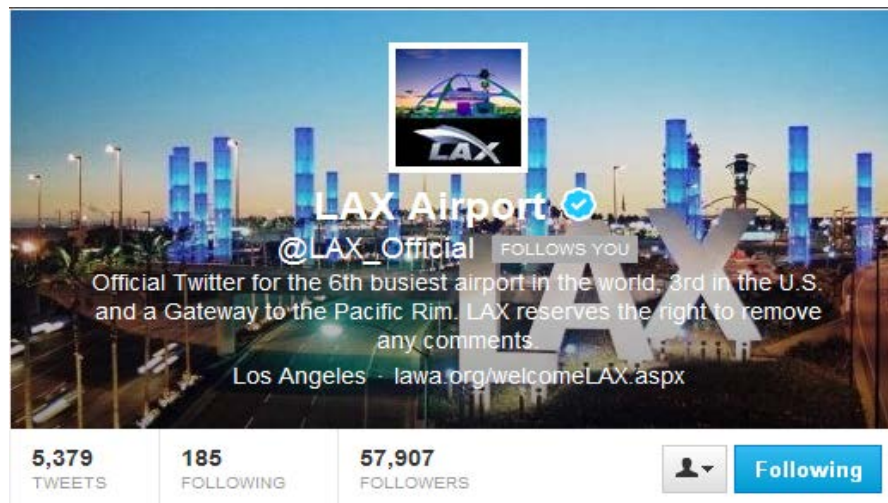 LAX
LAX Airport
@LAX_Official FOLLOWS YOU
LAX
Official Twitter for the 6th busiest airport in the world, 3rd in the U.S.
and a Gateway to the Pacific Rim. LAX reserves the right to remove
any comments.
Los Angeles · lawa.org/welcomeLAX.aspx
5,379 185 57,907
TWEETS FOLLOWING FOLLOWERS
Following